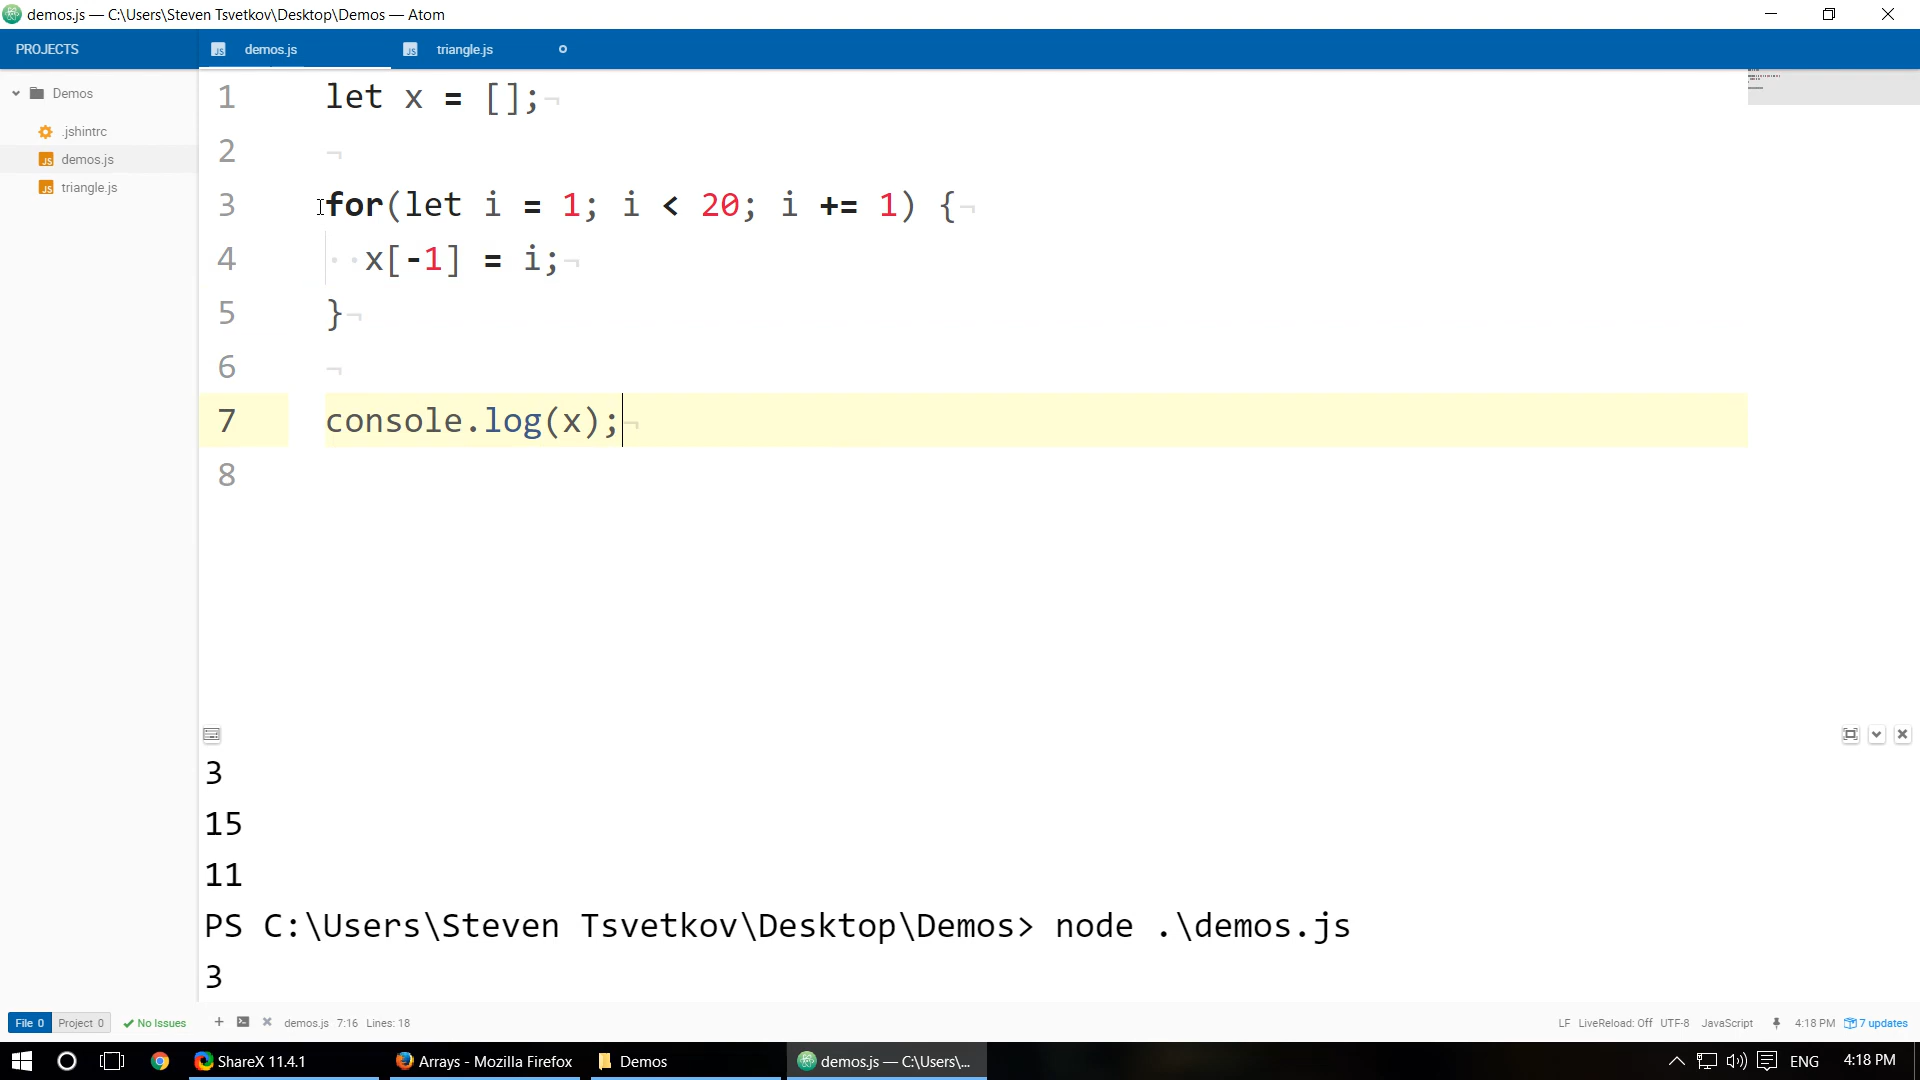 demos.js — C:\Users\Steven Tsvetkov\Desktop\Demos — Atom
PROJECTS
demos.js
triangle.js
Demos
.jshintrc
demos.js
triangle.js
1 let x = [];¬
2 ¬
3 for(let i = 1; i < 20; i += 1) {¬
4 ··x[-1] = i;¬
5 }¬
6 ¬
7 console.log(x);¬
8
3
15
11
PS C:\Users\Steven Tsvetkov\Desktop\Demos> node .\demos.js
3
File 0 Project 0 No Issues demos.js 7:16 Lines: 18
LF LiveReload: Off UTF-8 JavaScript 4:18 PM 7 updates
ShareX 11.4.1
Arrays - Mozilla Firefox
Demos
demos.js — C:\Users\...
ENG
4:18 PM